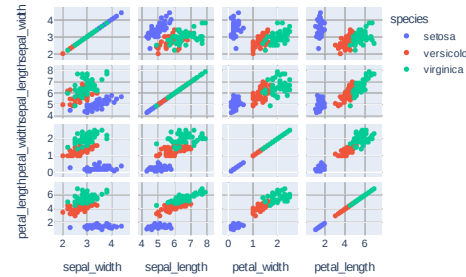 species
setosa
versicolo
virginica
sepal_width
4
3
2
sepal_length
8
7
6
5
4
petal_width
2
1
0
petal_length
6
4
2
2 3 4
4 5 6 7 8
0 1 2
2 4 6
sepal_width
sepal_length
petal_width
petal_length